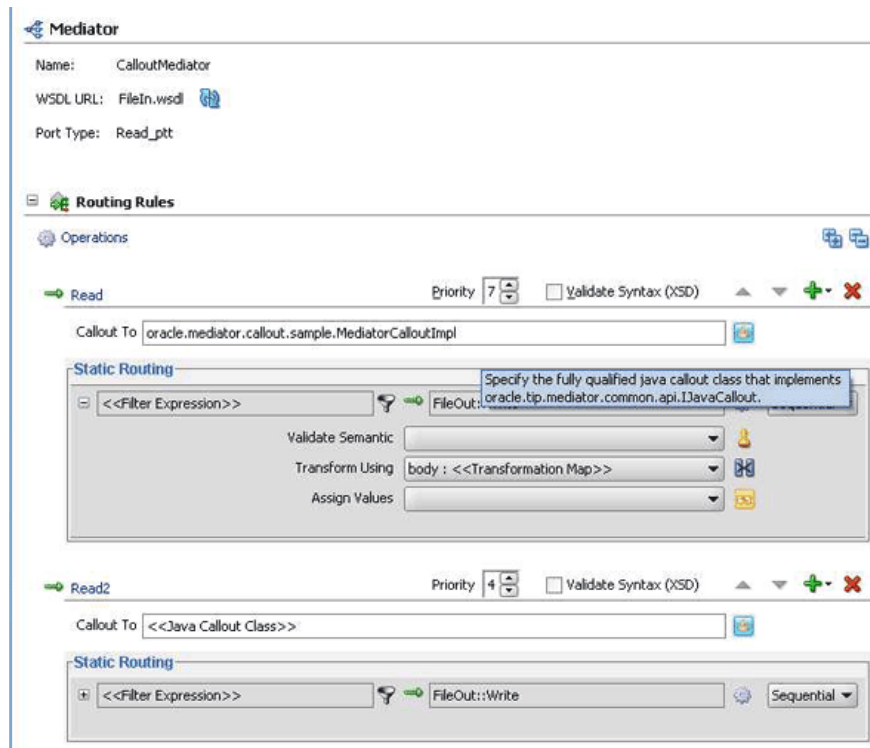 Mediator
Name: CalloutMediator
WSDL URL: FileIn.wsdl
Port Type: Read_ptt
Routing Rules
Operations
Read Priority 7 Validate Syntax (XSD)
Callout To oracle.mediator.callout.sample.MediatorCalloutImpl
Static Routing
Specify the fully qualified java callout class that implements
oracle.tip.mediator.common.api.IJavaCallout.
<<Filter Expression>> FileOut::Write Sequential
Validate Semantic
Transform Using body : <<Transformation Map>>
Assign Values
Read2 Priority 4 Validate Syntax (XSD)
Callout To <<Java Callout Class>>
Static Routing
<<Filter Expression>> FileOut::Write Sequential